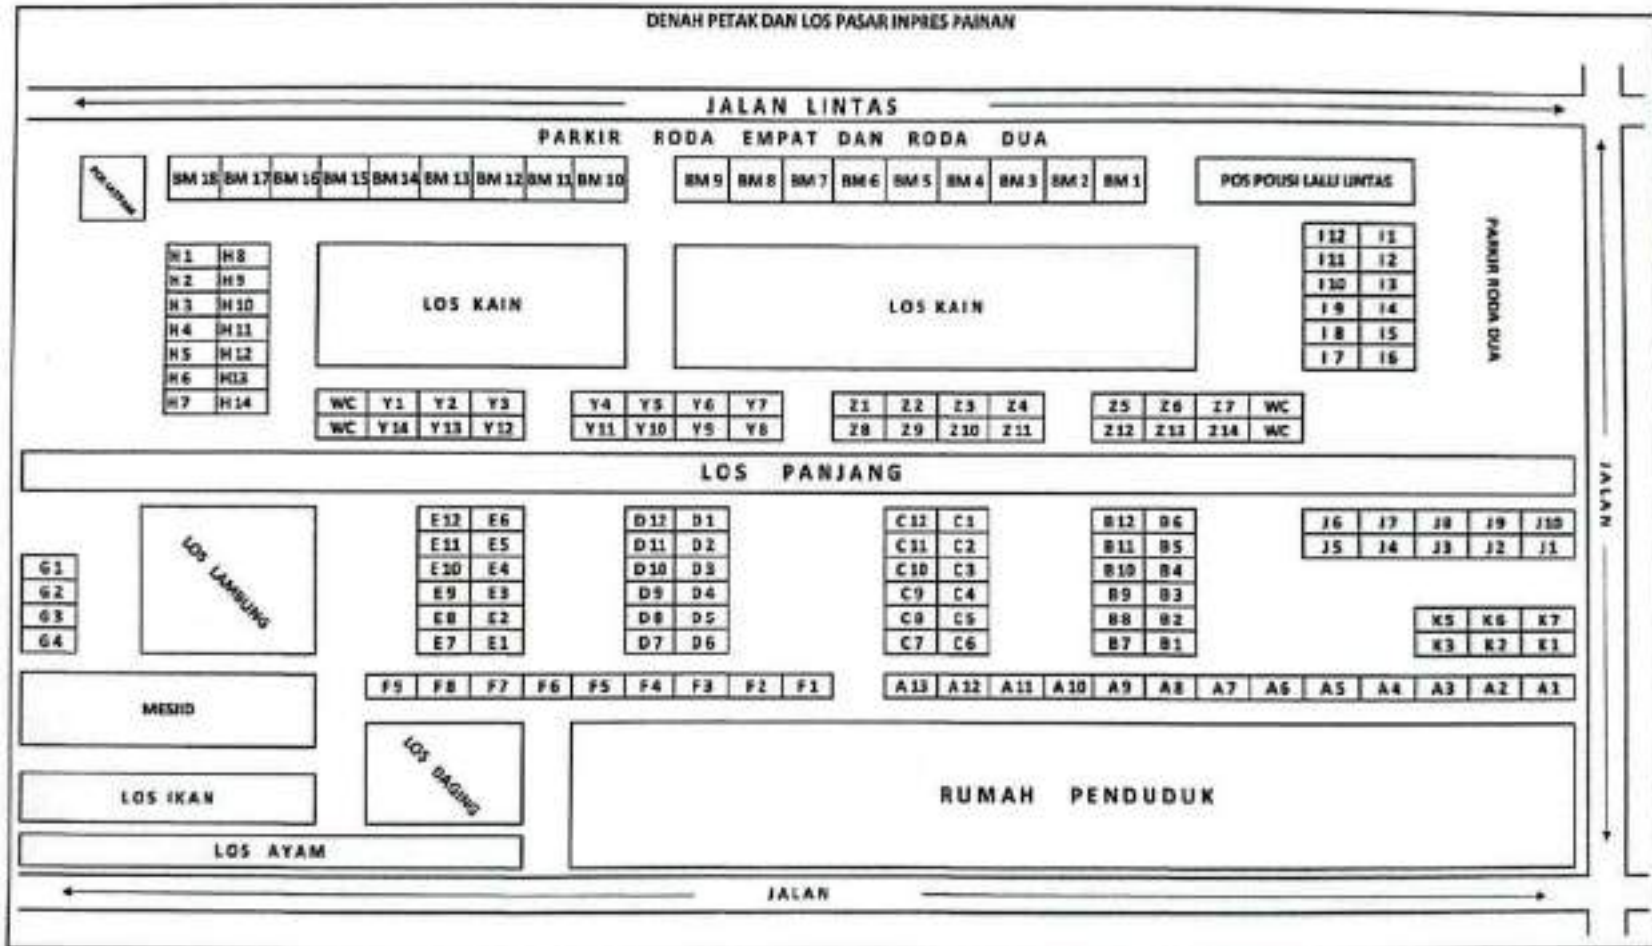 DENAH PETAK DAN LOS PASAR INPRES PAINAN
JALAN LINTAS
PARKIR RODA EMPAT DAN RODA DUA
BM 18 BM 17 BM 16 BM 15 BM 14 BM 13 BM 12 BM 11 BM 10 BM 9 BM 8 BM 7 BM 6 BM 5 BM 4 BM 3 BM 2 BM 1
POS POLISI LALU LINTAS
PARKIR RODA DUA
H1 H8
H2 H9
H3 H10
H4 H11
H5 H12
H6 H13
H7 H14
LOS KAIN
LOS KAIN
I12 I1
I11 I2
I10 I3
I9 I4
I8 I5
I7 I6
WC Y1 Y2 Y3 Y4 Y5 Y6 Y7 Z1 Z2 Z3 Z4 Z5 Z6 Z7 WC
WC Y14 Y13 Y12 Y11 Y10 Y9 Y8 Z8 Z9 Z10 Z11 Z12 Z13 Z14 WC
LOS PANJANG
JALAN
G1
G2
G3
G4
LOS LAMBUNG
E12 E6
E11 E5
E10 E4
E9 E3
E8 E2
E7 E1
D12 D1
D11 D2
D10 D3
D9 D4
D8 D5
D7 D6
C12 C1
C11 C2
C10 C3
C9 C4
C8 C5
C7 C6
B12 B6
B11 B5
B10 B4
B9 B3
B8 B2
B7 B1
J6 J7 J8 J9 J10
J5 J4 J3 J2 J1
K5 K6 K7
K3 K2 K1
F9 F8 F7 F6 F5 F4 F3 F2 F1
A13 A12 A11 A10 A9 A8 A7 A6 A5 A4 A3 A2 A1
MESJID
LOS DAGING
LOS IKAN
RUMAH PENDUDUK
LOS AYAM
JALAN